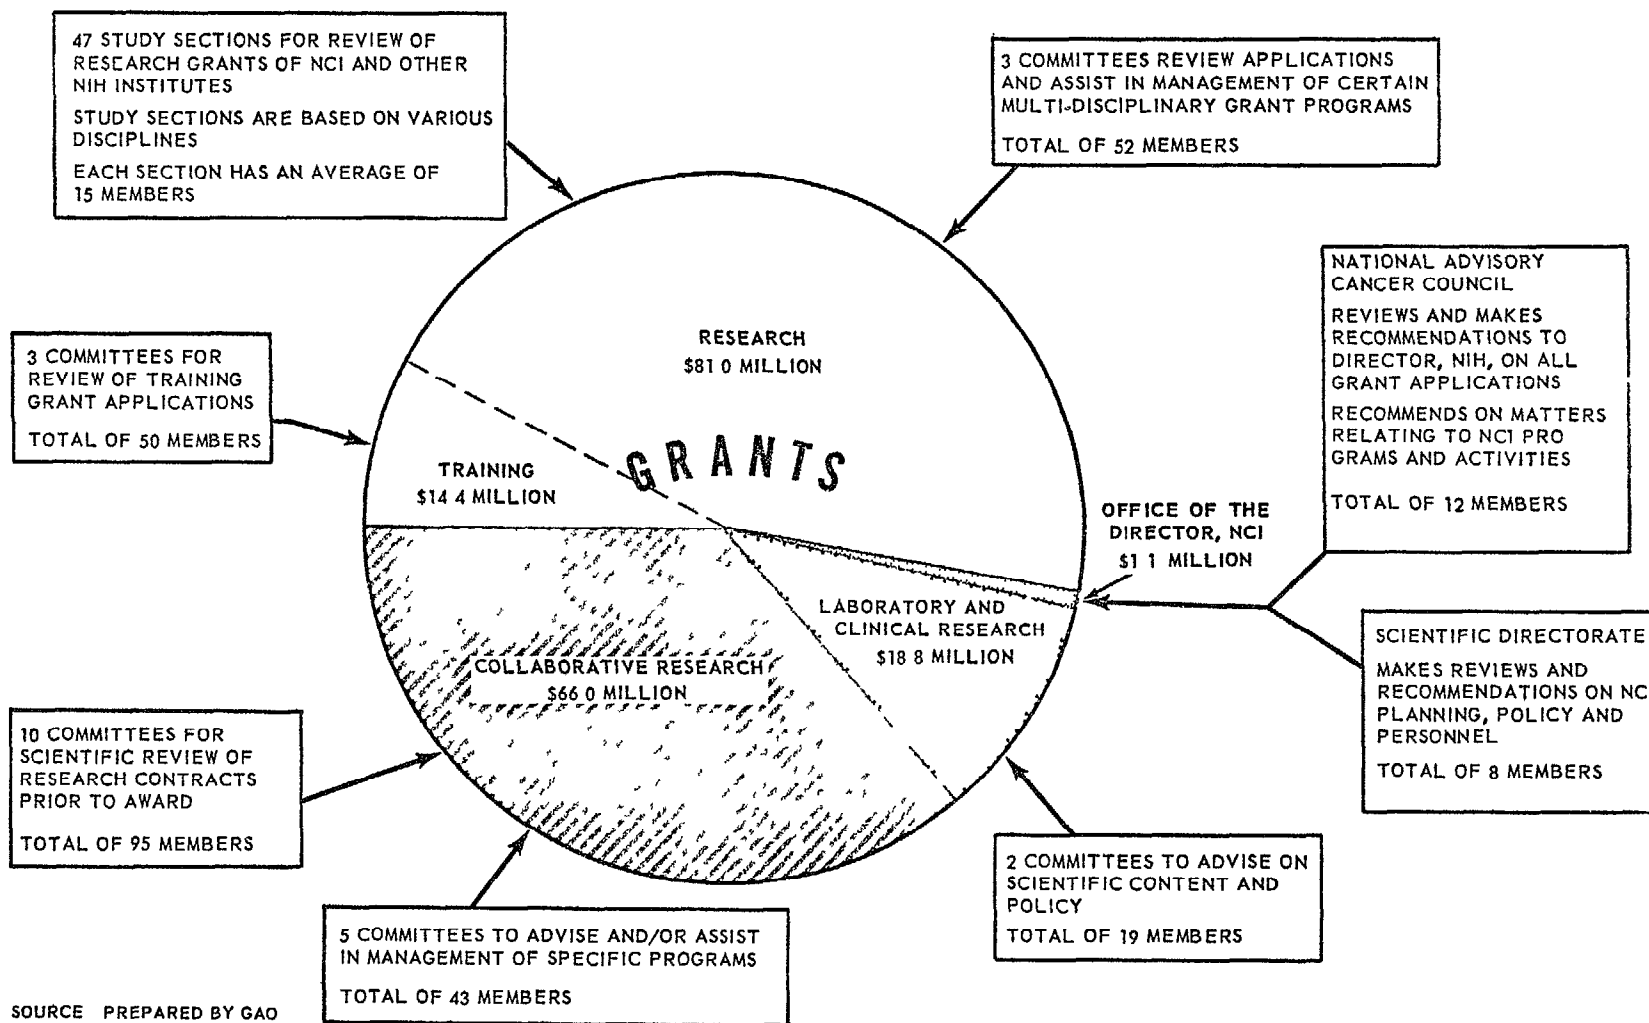 47 STUDY SECTIONS FOR REVIEW OF
RESEARCH GRANTS OF NCI AND OTHER
NIH INSTITUTES
STUDY SECTIONS ARE BASED ON VARIOUS
DISCIPLINES
EACH SECTION HAS AN AVERAGE OF
15 MEMBERS
3 COMMITTEES REVIEW APPLICATIONS
AND ASSIST IN MANAGEMENT OF CERTAIN
MULTI-DISCIPLINARY GRANT PROGRAMS
TOTAL OF 52 MEMBERS
NATIONAL ADVISORY
CANCER COUNCIL
REVIEWS AND MAKES
RECOMMENDATIONS TO
DIRECTOR, NIH, ON ALL
GRANT APPLICATIONS
RECOMMENDS ON MATTERS
RELATING TO NCI PRO
GRAMS AND ACTIVITIES
TOTAL OF 12 MEMBERS
3 COMMITTEES FOR
REVIEW OF TRAINING
GRANT APPLICATIONS
TOTAL OF 50 MEMBERS
RESEARCH
$81 0 MILLION
GRANTS
TRAINING
$14 4 MILLION
OFFICE OF THE
DIRECTOR, NCI
$1 1 MILLION
LABORATORY AND
CLINICAL RESEARCH
$18 8 MILLION
COLLABORATIVE RESEARCH
$66 0 MILLION
SCIENTIFIC DIRECTORATE
MAKES REVIEWS AND
RECOMMENDATIONS ON NC
PLANNING, POLICY AND
PERSONNEL
TOTAL OF 8 MEMBERS
10 COMMITTEES FOR
SCIENTIFIC REVIEW OF
RESEARCH CONTRACTS
PRIOR TO AWARD
TOTAL OF 95 MEMBERS
2 COMMITTEES TO ADVISE ON
SCIENTIFIC CONTENT AND
POLICY
TOTAL OF 19 MEMBERS
5 COMMITTEES TO ADVISE AND/OR ASSIST
IN MANAGEMENT OF SPECIFIC PROGRAMS
TOTAL OF 43 MEMBERS
SOURCE PREPARED BY GAO